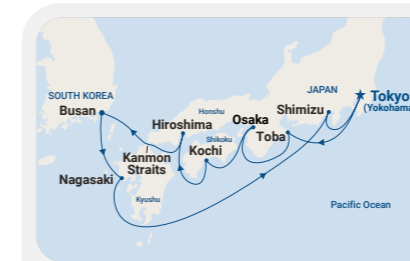 SOUTH KOREA
Busan
Honshu
JAPAN
Tokyo
(Yokohama
Hiroshima
Osaka
Shimizu
Shikoku
Toba
Kanmon
Straits
Kochi
Nagasaki
Kyushu
Pacific Ocean